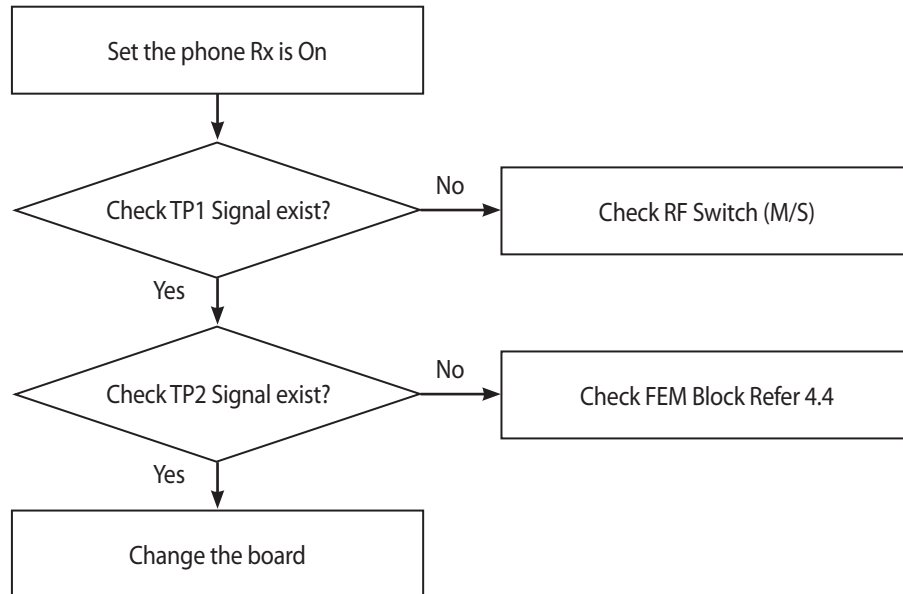 Set the phone Rx is On
Check TP1 Signal exist?
No
Check RF Switch (M/S)
Yes
Check TP2 Signal exist?
No
Check FEM Block Refer 4.4
Yes
Change the board